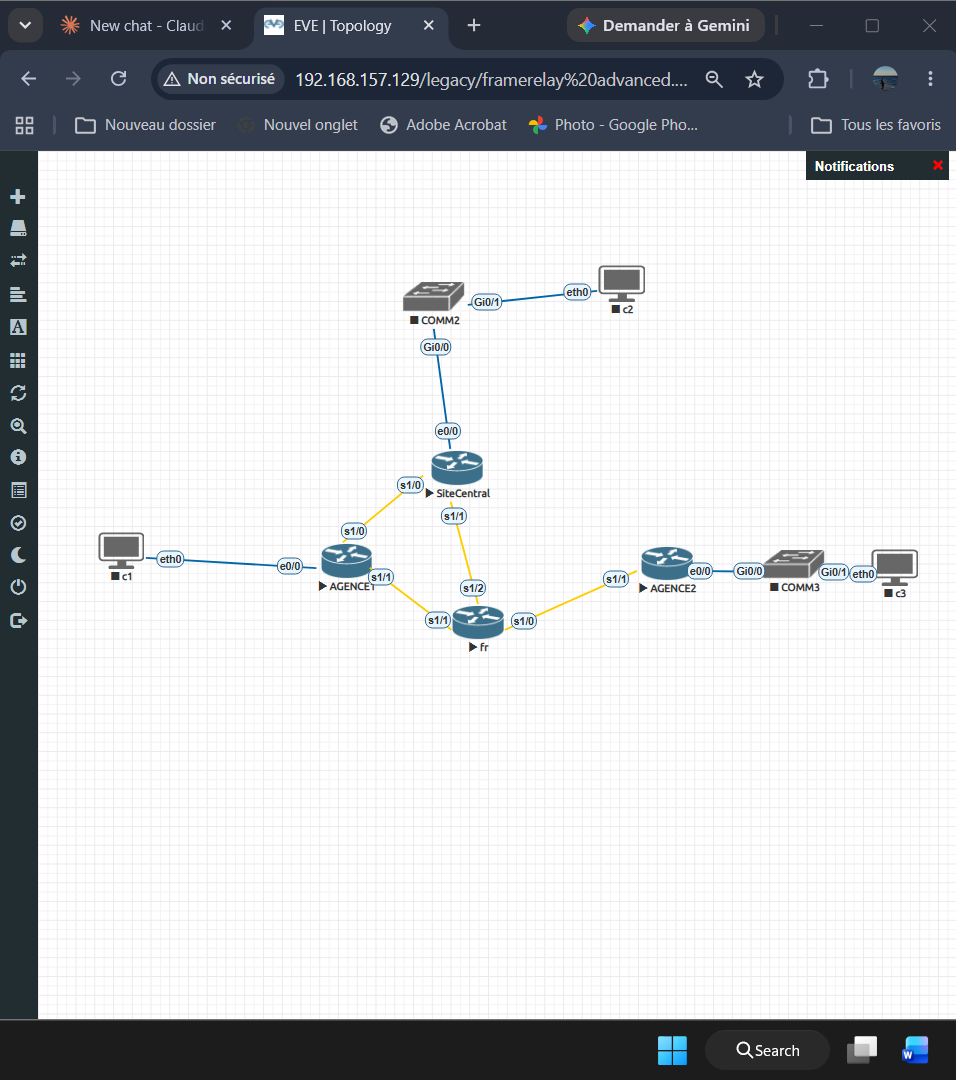 New chat - Claud
EVE | Topology
Demander à Gemini
Non sécurisé
192.168.157.129/legacy/framerelay%20advanced....
Nouveau dossier
Nouvel onglet
Adobe Acrobat
Photo - Google Pho...
Tous les favoris
Notifications
A
COMM2
Gi0/1
eth0
c2
Gi0/0
e0/0
SiteCentral
s1/0
s1/1
s1/0
c1
eth0
e0/0
AGENCE1
s1/1
s1/2
s1/1
s1/0
fr
s1/1
AGENCE2
e0/0
Gi0/0
COMM3
Gi0/1
eth0
c3
Search
W